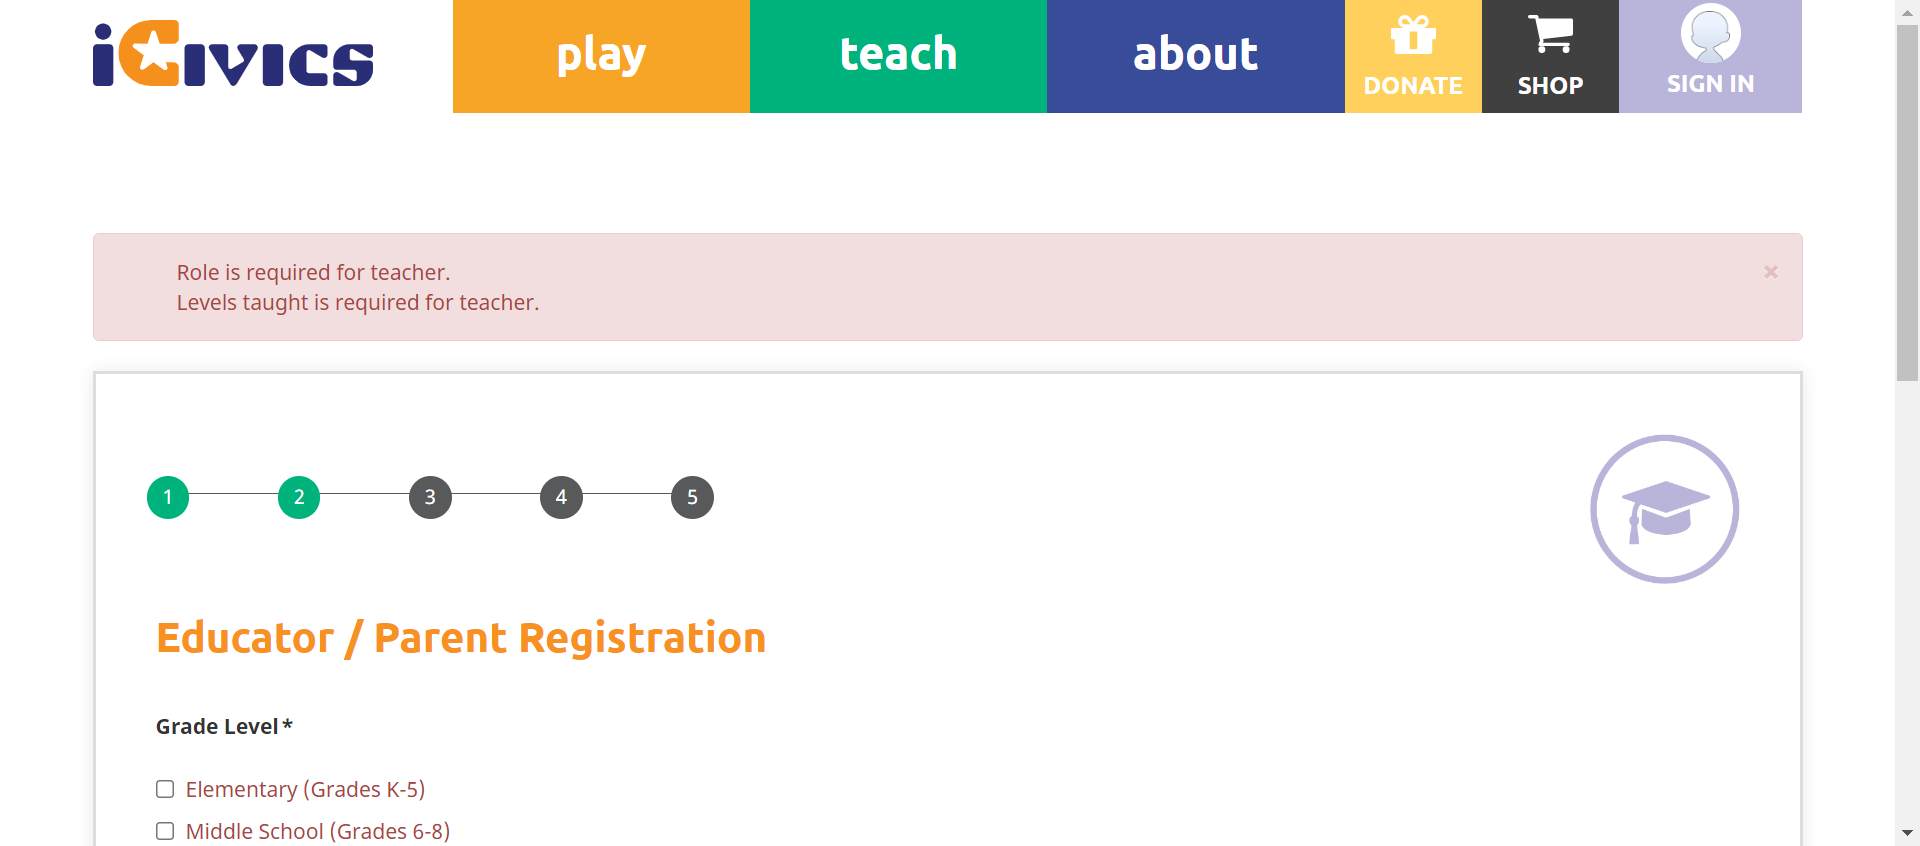 iCivics
play
teach
about
DONATE
SHOP
SIGN IN
Role is required for teacher.
×
Levels taught is required for teacher.
1
2
3
4
5
Educator / Parent Registration
Grade Level *
Elementary (Grades K-5)
Middle School (Grades 6-8)